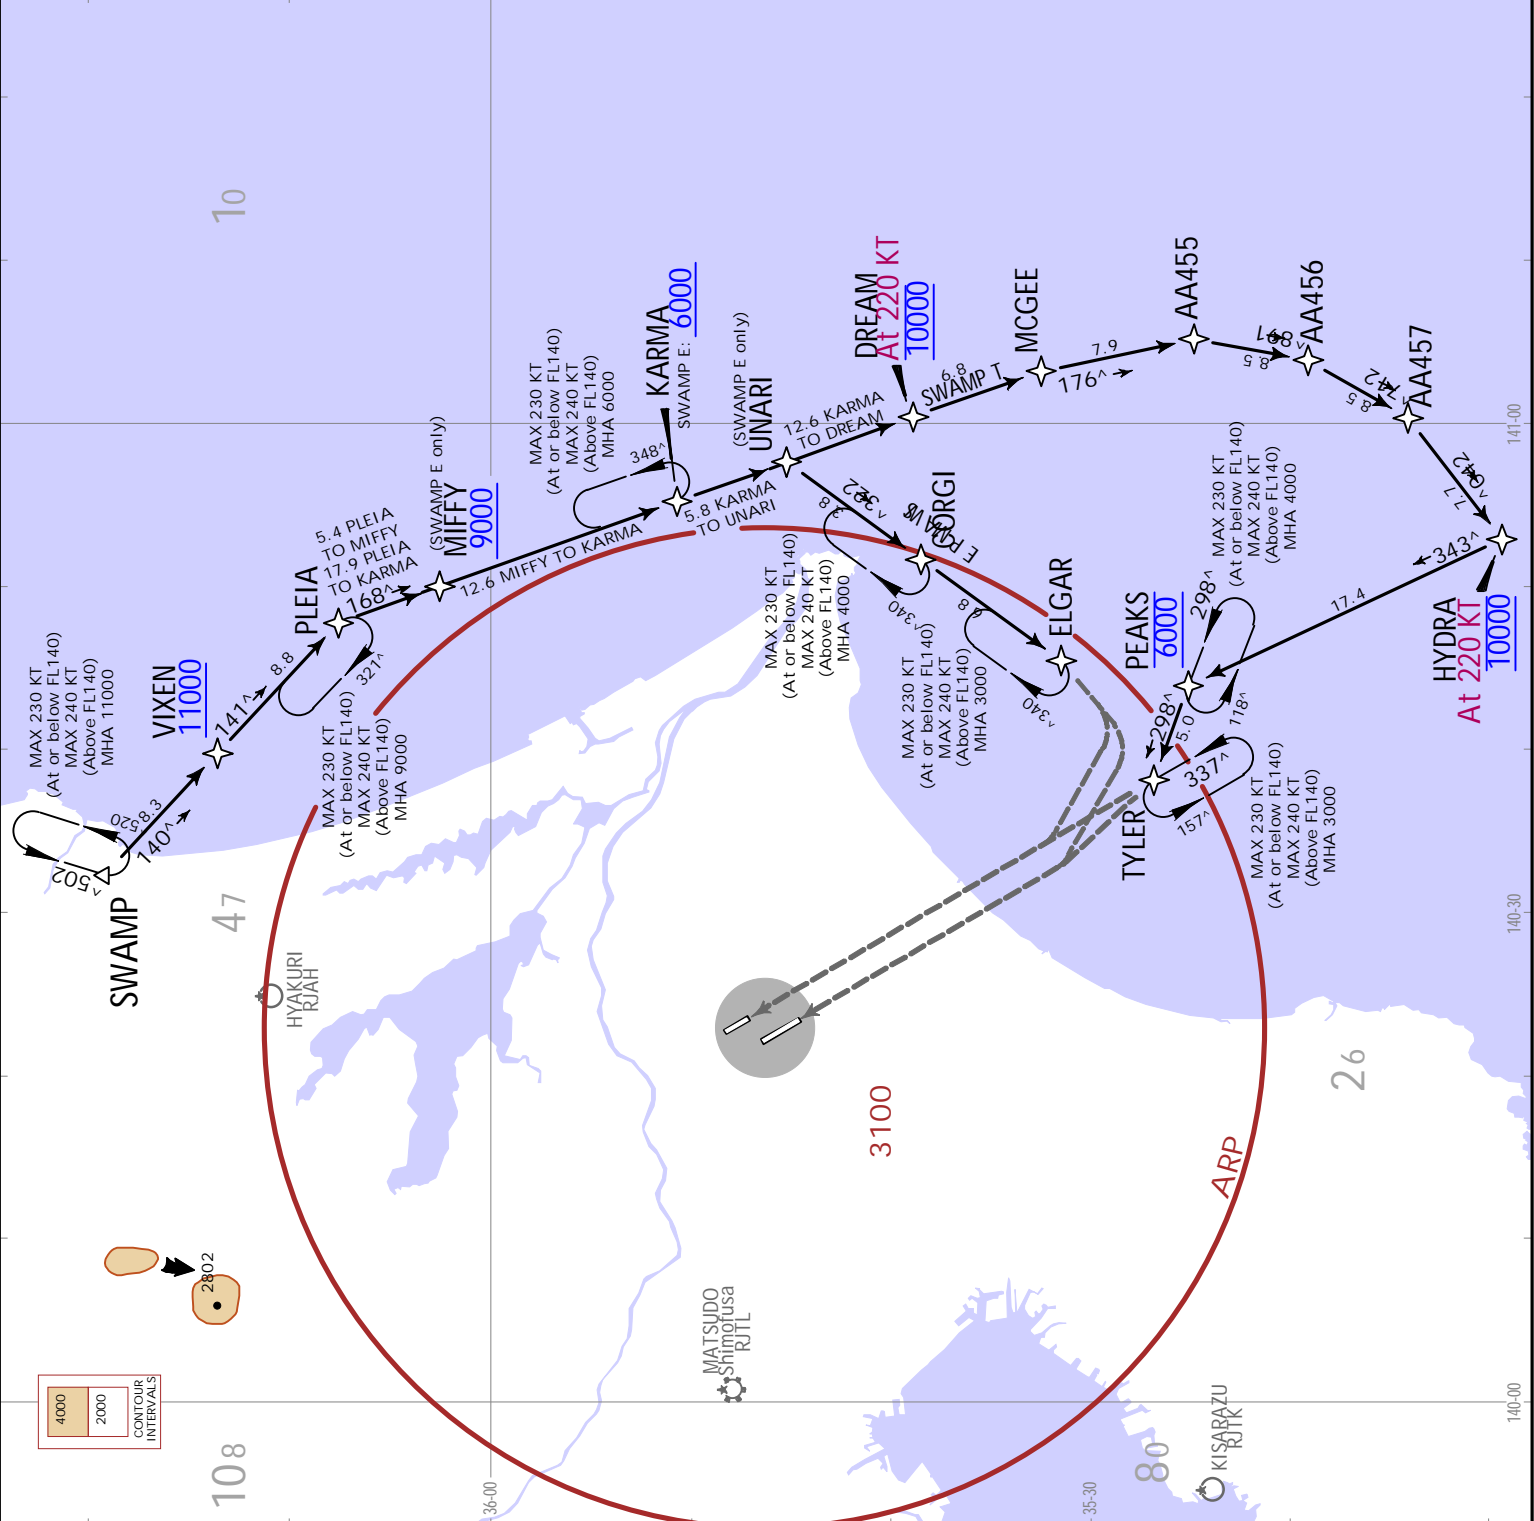 10
MAX 230 KT
(At or below FL140)
MAX 240 KT
(Above FL140)
MHA 11000
VIXEN
11000
SWAMP
205^
025^
8.3
140^
141^
8.8
PLEIA
5.4 PLEIA
TO MIFFY
17.9 PLEIA
TO KARMA
168^
321^
MAX 230 KT
(At or below FL140)
MAX 240 KT
(Above FL140)
MHA 9000
(SWAMP E only)
MIFFY
9000
12.6 MIFFY TO KARMA
MAX 230 KT
(At or below FL140)
MAX 240 KT
(Above FL140)
MHA 6000
348^
KARMA
SWAMP E: 6000
5.8 KARMA
TO UNARI
(SWAMP E only)
UNARI
12.6 KARMA
TO DREAM
DREAM
At 220 KT
10000
SWAMP T
6.8
MCGEE
176^
7.9
AA455
8.5
AA456
8.5
AA457
7.7
HYDRA
At 220 KT
10000
343^
17.4
CORGI
340^
MAX 230 KT
(At or below FL140)
MAX 240 KT
(Above FL140)
MHA 4000
ELGAR
340^
MAX 230 KT
(At or below FL140)
MAX 240 KT
(Above FL140)
MHA 3000
PEAKS
6000
298^
118^
MAX 230 KT
(At or below FL140)
MAX 240 KT
(Above FL140)
MHA 4000
298^
5.0
TYLER
337^
157^
MAX 230 KT
(At or below FL140)
MAX 240 KT
(Above FL140)
MHA 3000
47
HYAKURI
RJAH
3100
ARP
26
2802
MATSUDO
Shimofusa
RJTL
KISARAZU
RJTK
80
108
4000
2000
CONTOUR
INTERVALS
36-00
35-30
141-00
140-30
140-00